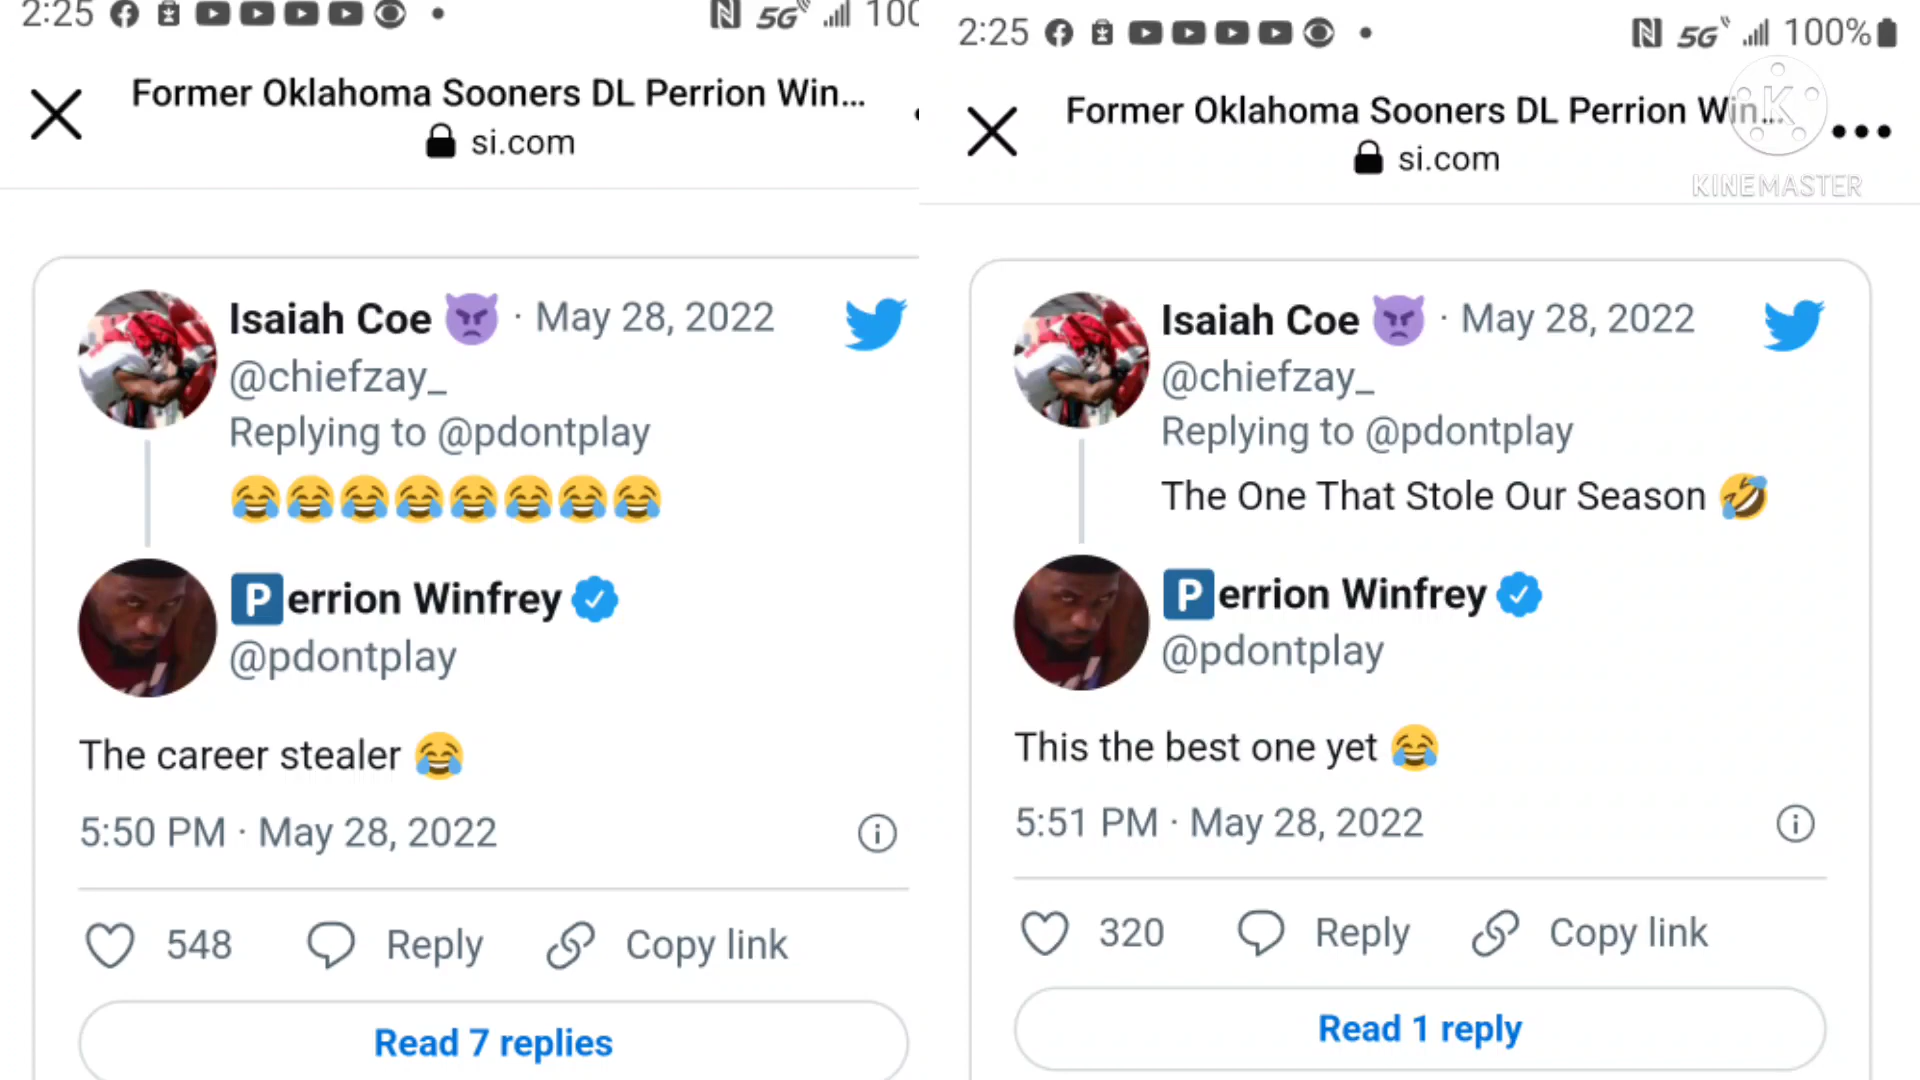 2:25 5G 100
Former Oklahoma Sooners DL Perrion Win...
si.com
Isaiah Coe 👿 · May 28, 2022
@chiefzay_
Replying to @pdontplay
😂😂😂😂😂😂😂😂
🅿️errion Winfrey
@pdontplay
The career stealer 😂
5:50 PM · May 28, 2022
548 Reply Copy link
Read 7 replies
2:25 5G 100%
Former Oklahoma Sooners DL Perrion Win...
si.com
KINEMASTER
Isaiah Coe 👿 · May 28, 2022
@chiefzay_
Replying to @pdontplay
The One That Stole Our Season 🤣
🅿️errion Winfrey
@pdontplay
This the best one yet 😂
5:51 PM · May 28, 2022
320 Reply Copy link
Read 1 reply